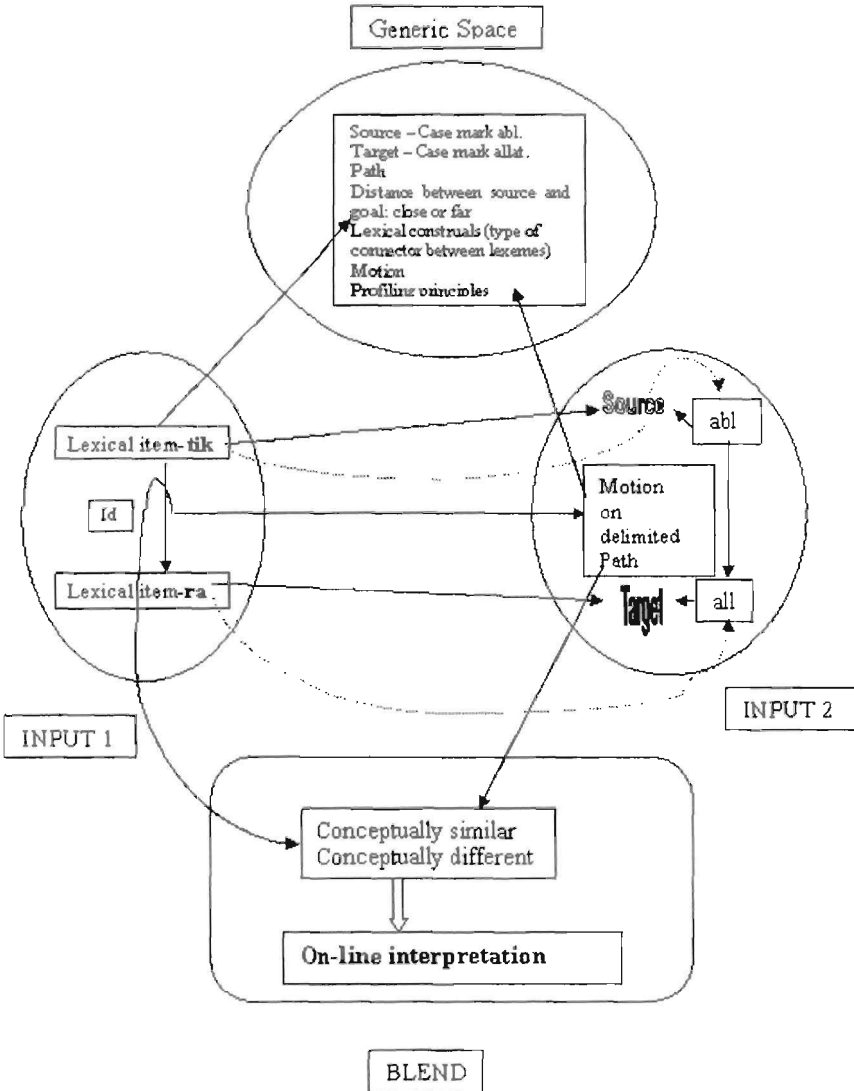 Generic Space
Source – Case mark abl.
Target – Case mark allat.
Path
Distance between source and
goal: close or far
Lexical construals (type of
connector between lexemes)
Motion
Profiling principles
Source
abl
Lexical item-tik
Motion
on
delimited
Path
Id
Lexical item-ra
Target
all
INPUT 1
INPUT 2
Conceptually similar
Conceptually different
On-line interpretation
BLEND